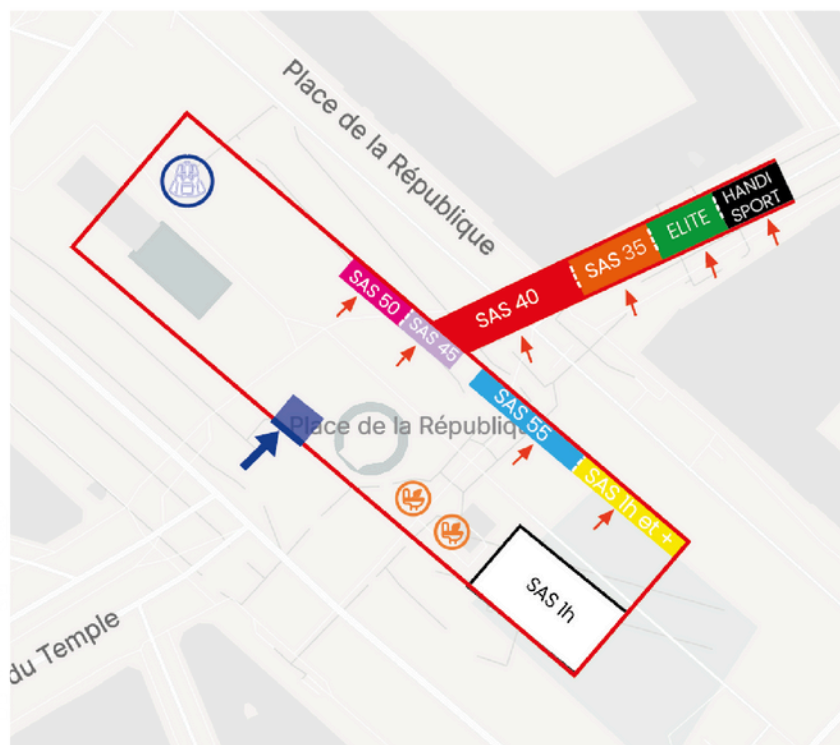 Place de la République
HANDI
SPORT
ELITE
SAS 35
SAS 40
SAS 50
SAS 45
SAS 55
Place de la Républiq
SAS 1h et +
SAS 1h
du Temple